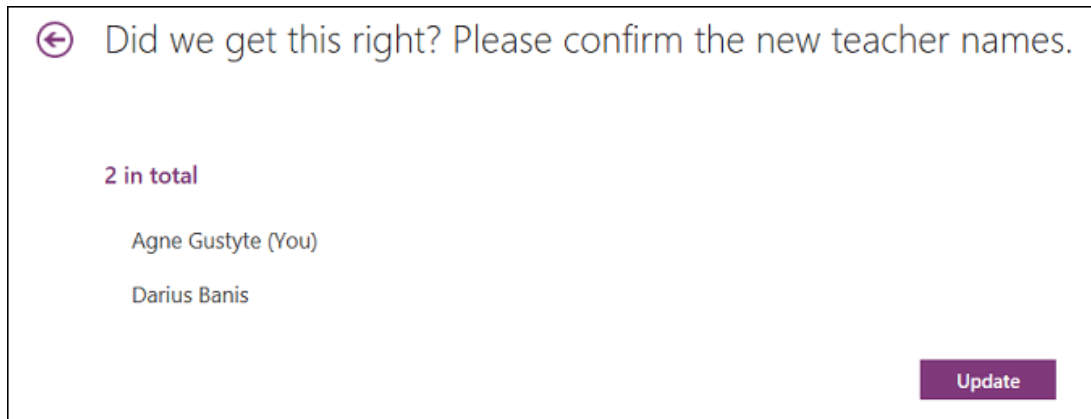 Did we get this right? Please confirm the new teacher names.
2 in total
Agne Gustyte (You)
Darius Banis
Update